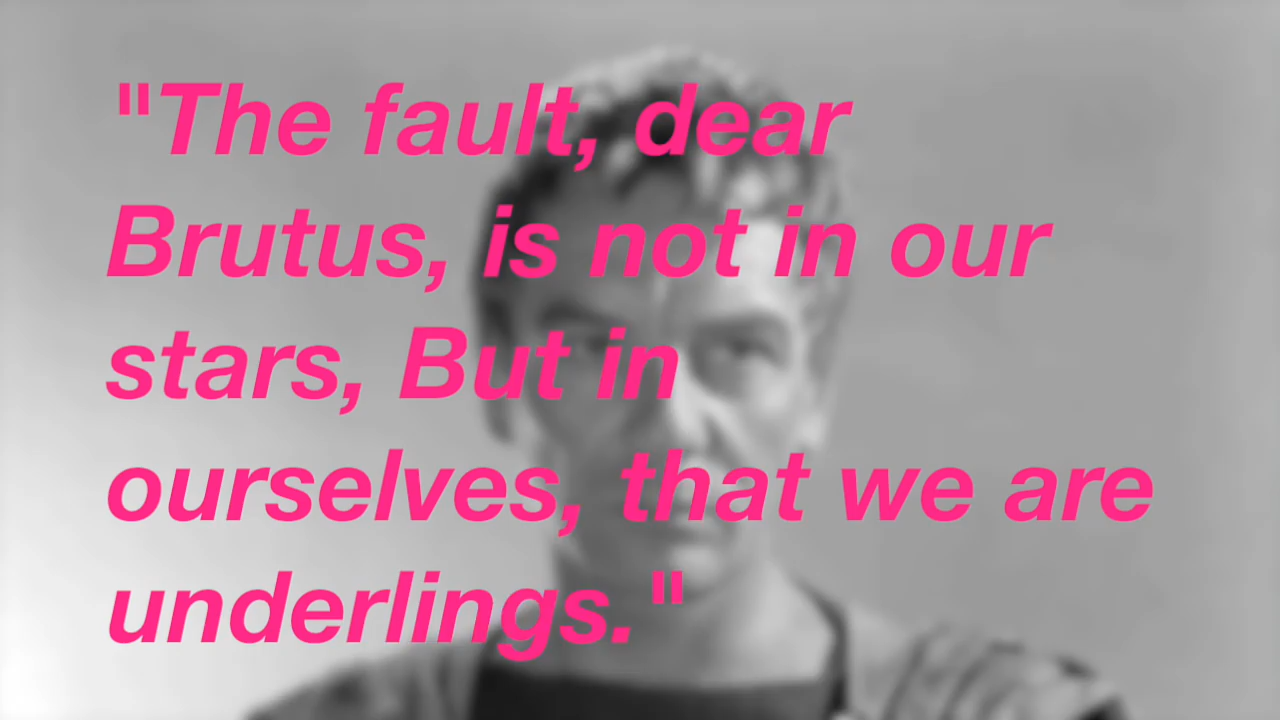 "The fault, dear
Brutus, is not in our
stars, But in
ourselves, that we are
underlings."